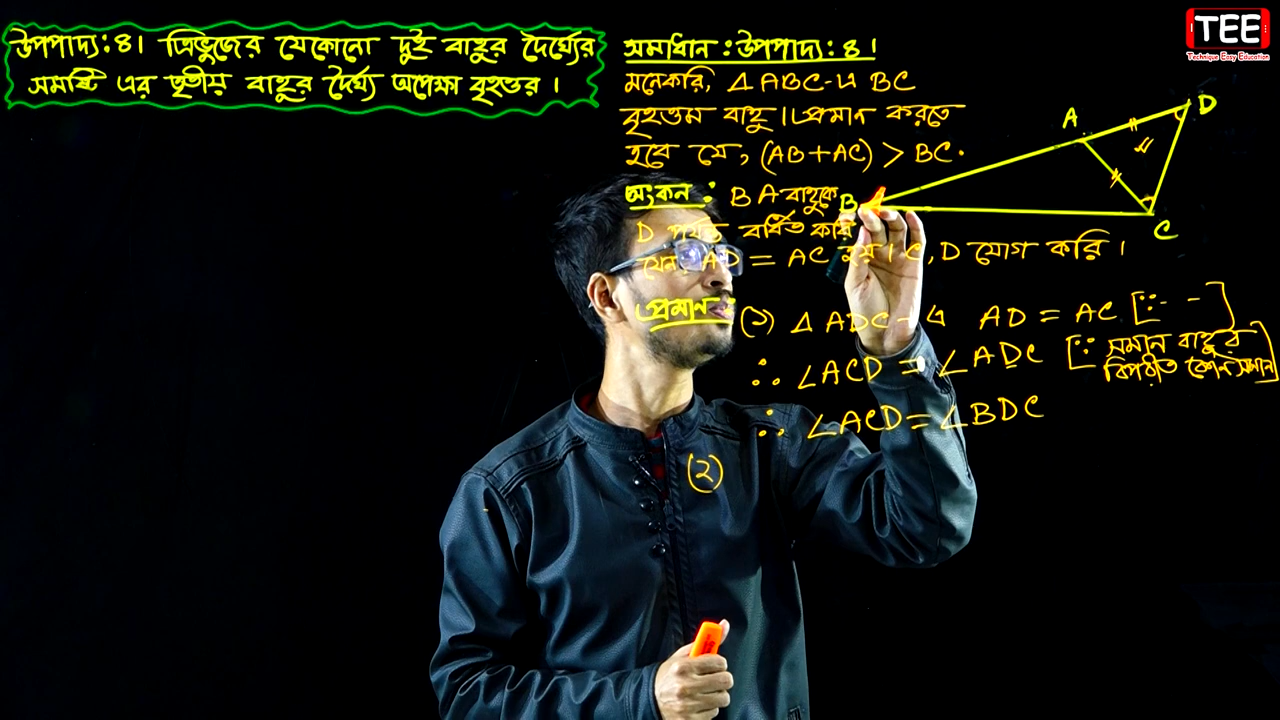 উপপাদ্য: ৪। ত্রিভুজের যেকোনো দুই বাহুর দৈর্ঘ্যের
সমষ্টি এর তৃতীয় বাহুর দৈর্ঘ্য অপেক্ষা বৃহত্তর।
TEE
Technique Easy Education
সমাধান : উপপাদ্য: ৪।
মনেকরি, Δ ABC-এ BC
বৃহত্তম বাহু। প্রমান করতে
হবে যে, (AB+AC) > BC.
অংকন : BA বাহুকে
D পর্যন্ত বর্ধিত করি
যেন, AD = AC হয়। C, D যোগ করি।
প্রমান : (১) Δ ADC - এ AD = AC [∵ - - ]
∴ ∠ACD = ∠ADC [∵ সমান বাহুর
বিপরীত কোন সমান]
∴ ∠ACD = ∠BDC
(২)
A
D
B
C